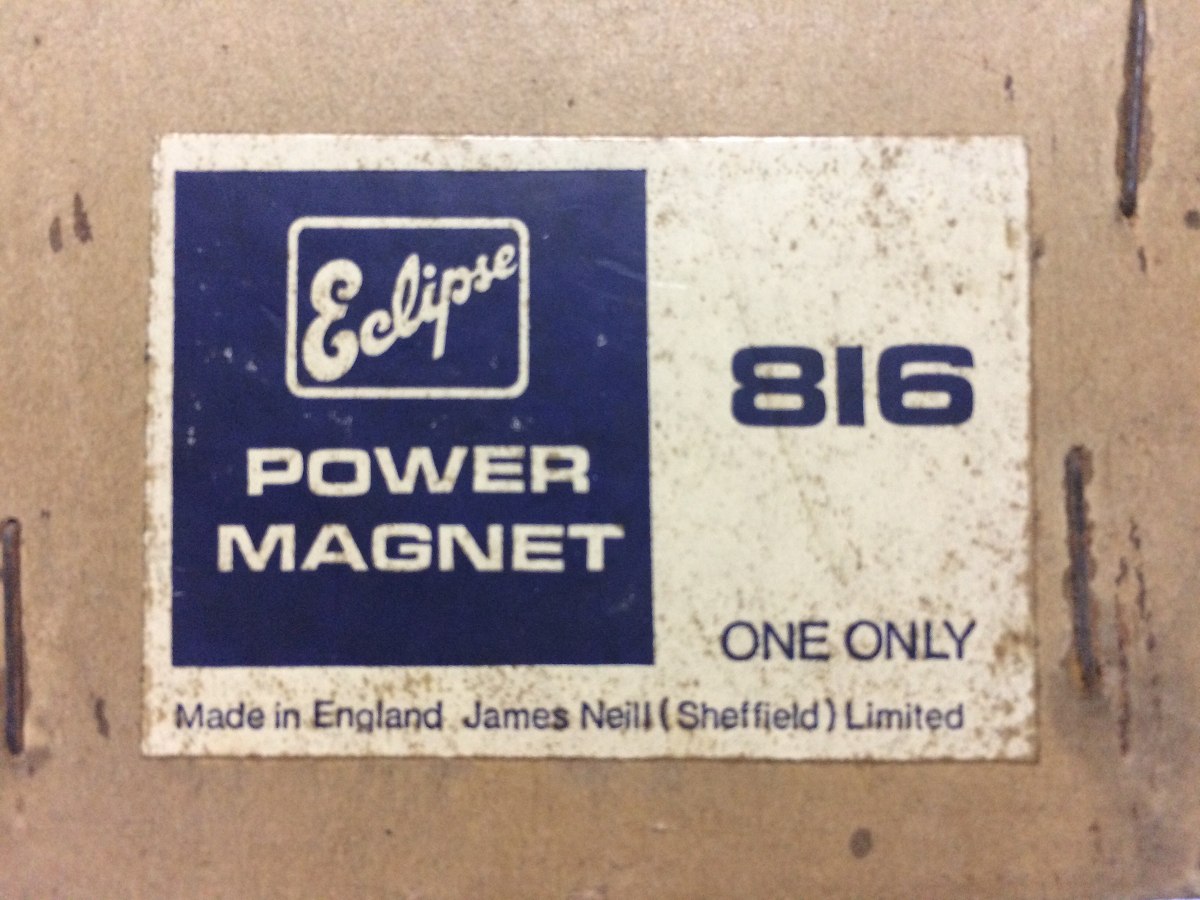 Eclipse
POWER
MAGNET
816
ONE ONLY
Made in England James Neill (Sheffield) Limited